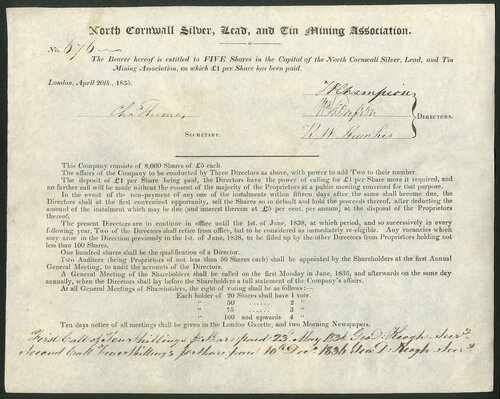 North Cornwall Silver, Lead, and Tin Mining Association.
No. 676
The Bearer hereof is entitled to FIVE Shares in the Capital of the North Cornwall Silver, Lead, and Tin
Mining Association, on which £1 per Share has been paid.
London, April 20th., 1835.
Champion
Chas Thomas
DIRECTORS.
R W Hawker
SECRETARY.
This Company consists of 8,000 Shares of £5 each.
The affairs of the Company to be conducted by Three Directors as above, with power to add Two to their number.
The deposit of £1 per Share being paid, the Directors have the power of calling for £1 per Share more if required, and
no further call will be made without the consent of the majority of the Proprietors at a public meeting convened for that purpose.
In the event of the non-payment of any one of the instalments within fifteen days after the same shall become due, the
Directors shall at the first convenient opportunity, sell the Shares so in default and hold the proceeds thereof, after deducting the
amount of the instalment which may be due (and interest thereon at £5 per cent, per annum) at the disposal of the Proprietors
thereof.
The present Directors are to continue in office until the 1st. of June, 1838, at which period, and so successively in every
following year, Two of the Directors shall retire from office, but to be considered as immediately re-eligible. Any vacancies which
may arise in the Direction previously to the 1st. of June, 1838, to be filled up by the other Directors from Proprietors holding not
less than 100 Shares.
One hundred shares shall be the qualification of a Director.
Two Auditors (being Proprietors of not less than 50 Shares each) shall be appointed by the Shareholders at the first Annual
General Meeting, to audit the accounts of the Directors.
A General Meeting of the Shareholders shall be called on the first Monday in June, 1836, and afterwards on the same day
annually, when the Directors shall lay before the Shareholders a full statement of the Company's affairs.
At all General Meetings of Shareholders, the right of voting shall be as follows:—
Each holder of 20 Shares shall have 1 vote.
" 50 ...... " 2
" 75 ...... " 3
" 100 and upwards 4
Ten days notice of all meetings shall be given in the London Gazette, and two Morning Newspapers.
First Call of Four Shillings pr Share paid 23 May 1836 Geo D. Keogh Secry.
Second Call Four Shillings pr Share paid 10th Decr 1836 Geo D. Keogh Secry